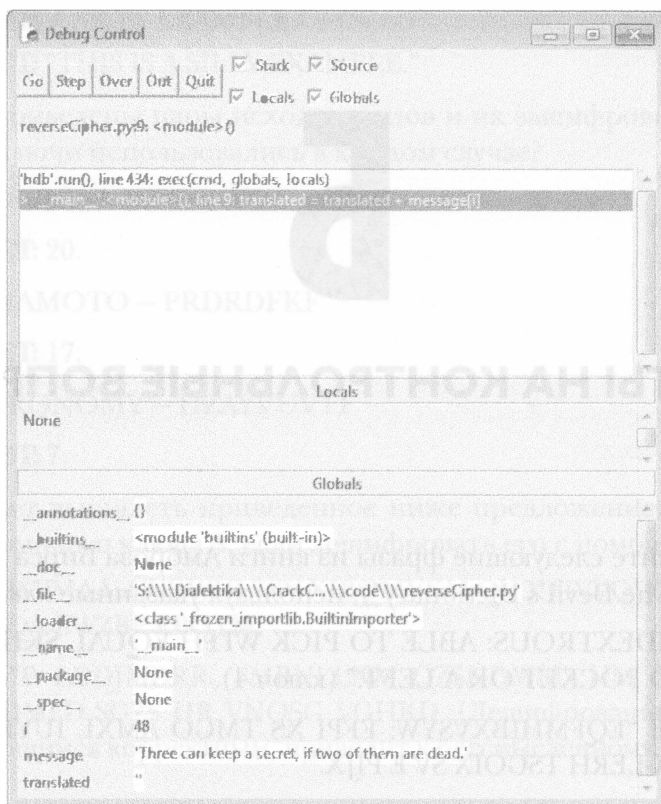 Debug Control
Go Step Over Out Quit
Stack Source
Locals Globals
reverseCipher.py:9: <module>()
'bdb'.run(), line 434: exec(cmd, globals, locals)
> '__main__'.<module>(), line 9: translated = translated + message[i]
Locals
None
Globals
__annotations__ {}
__builtins__ <module 'builtins' (built-in)>
__doc__ None
__file__ 'S:\\\\Dialektika\\\\CrackC...\\\\code\\\\reverseCipher.py'
__loader__ <class '_frozen_importlib.BuiltinImporter'>
__name__ '__main__'
__package__ None
__spec__ None
i 48
message 'Three can keep a secret, if two of them are dead.'
translated ''